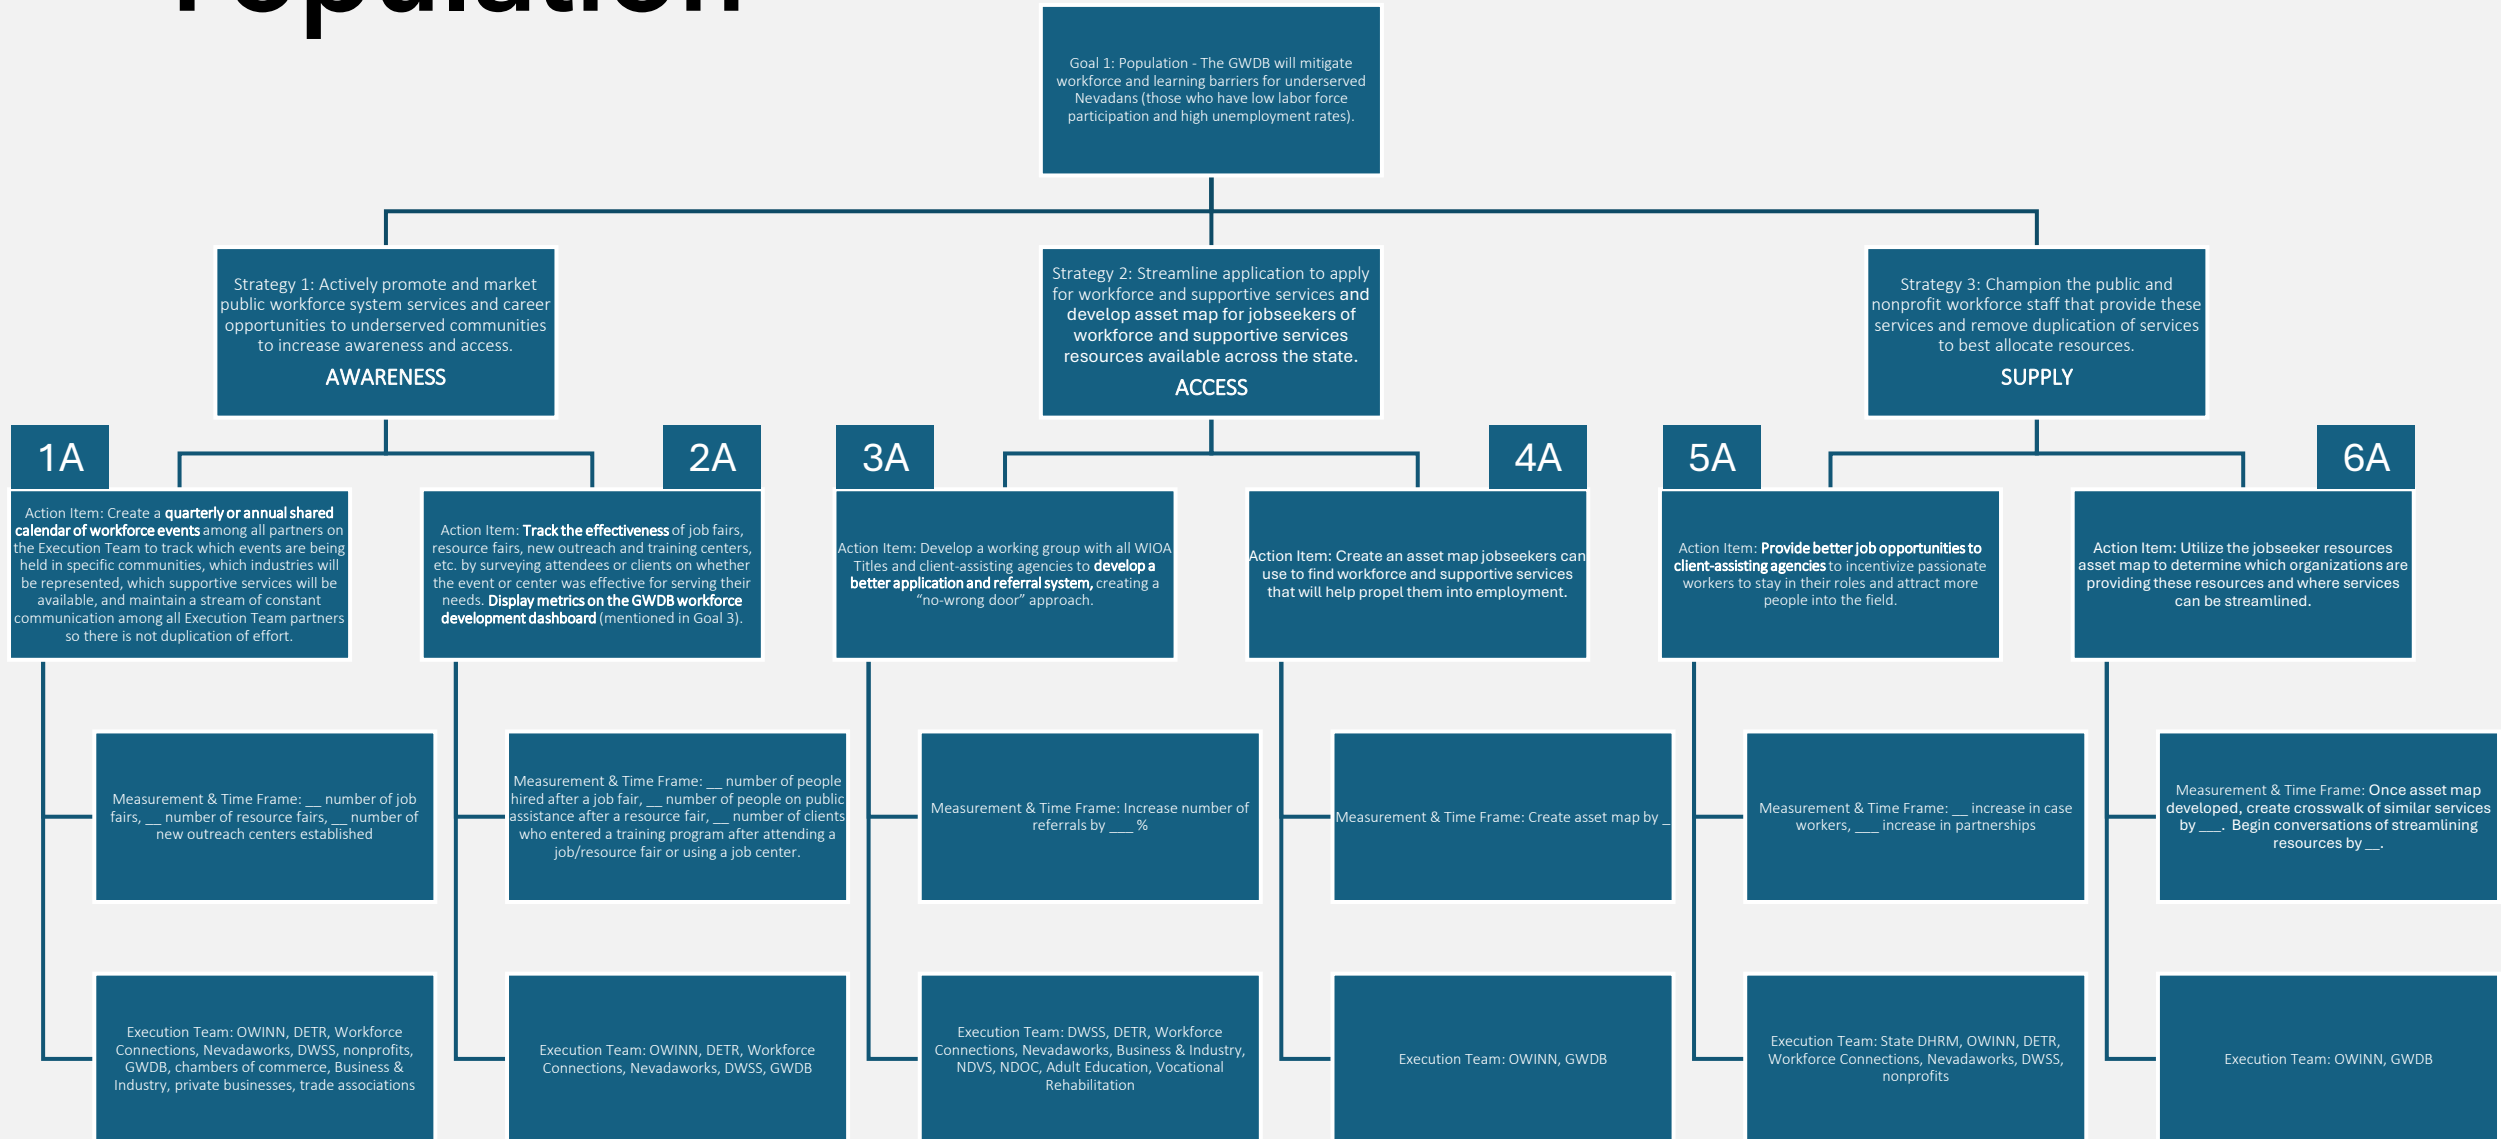 Population
Goal 1: Population - The GWDB will mitigate
workforce and learning barriers for underserved
Nevadans (those who have low labor force
participation and high unemployment rates).
Strategy 1: Actively promote and market
public workforce system services and career
opportunities to underserved communities
to increase awareness and access.
AWARENESS
Strategy 2: Streamline application to apply
for workforce and supportive services and
develop asset map for jobseekers of
workforce and supportive services
resources available across the state.
ACCESS
Strategy 3: Champion the public and
nonprofit workforce staff that provide these
services and remove duplication of services
to best allocate resources.
SUPPLY
1A
Action Item: Create a quarterly or annual shared
calendar of workforce events among all partners on
the Execution Team to track which events are being
held in specific communities, which industries will
be represented, which supportive services will be
available, and maintain a stream of constant
communication among all Execution Team partners
so there is not duplication of effort.
2A
Action Item: Track the effectiveness of job fairs,
resource fairs, new outreach and training centers,
etc. by surveying attendees or clients on whether
the event or center was effective for serving their
needs. Display metrics on the GWDB workforce
development dashboard (mentioned in Goal 3).
3A
Action Item: Develop a working group with all WIOA
Titles and client-assisting agencies to develop a
better application and referral system, creating a
“no-wrong door” approach.
4A
Action Item: Create an asset map jobseekers can
use to find workforce and supportive services
that will help propel them into employment.
5A
Action Item: Provide better job opportunities to
client-assisting agencies to incentivize passionate
workers to stay in their roles and attract more
people into the field.
6A
Action Item: Utilize the jobseeker resources
asset map to determine which organizations are
providing these resources and where services
can be streamlined.
Measurement & Time Frame: __ number of job
fairs, __ number of resource fairs, __ number of
new outreach centers established
Measurement & Time Frame: __ number of people
hired after a job fair, __ number of people on public
assistance after a resource fair, __ number of clients
who entered a training program after attending a
job/resource fair or using a job center.
Measurement & Time Frame: Increase number of
referrals by ___ %
Measurement & Time Frame: Create asset map by _
Measurement & Time Frame: __ increase in case
workers, ___ increase in partnerships
Measurement & Time Frame: Once asset map
developed, create crosswalk of similar services
by ___. Begin conversations of streamlining
resources by __.
Execution Team: OWINN, DETR, Workforce
Connections, Nevadaworks, DWSS, nonprofits,
GWDB, chambers of commerce, Business &
Industry, private businesses, trade associations
Execution Team: OWINN, DETR, Workforce
Connections, Nevadaworks, DWSS, GWDB
Execution Team: DWSS, DETR, Workforce
Connections, Nevadaworks, Business & Industry,
NDVS, NDOC, Adult Education, Vocational
Rehabilitation
Execution Team: OWINN, GWDB
Execution Team: State DHRM, OWINN, DETR,
Workforce Connections, Nevadaworks, DWSS,
nonprofits
Execution Team: OWINN, GWDB